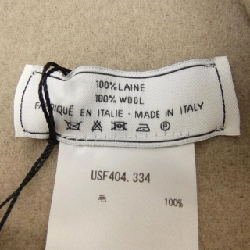 100% LAINE
100% WOOL
FABRIQUÉ EN ITALIE - MADE IN ITALY
USF404.334
100%